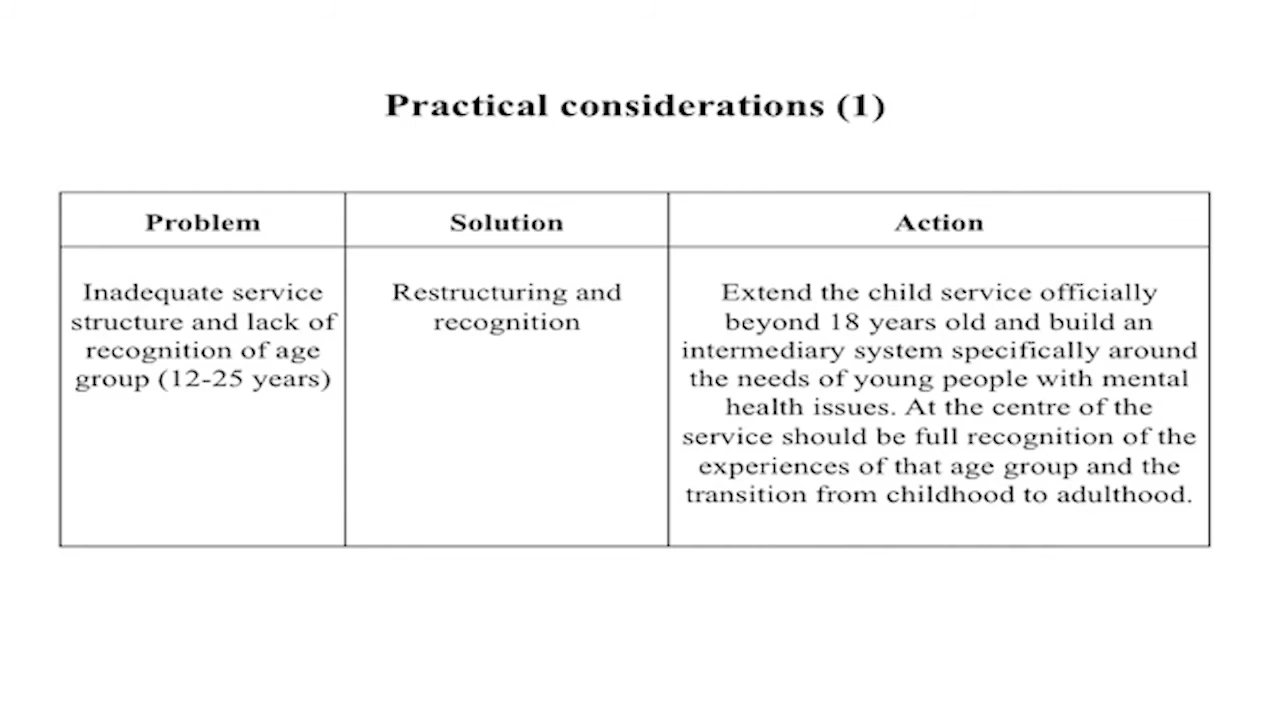 Practical considerations (1)
Problem
Solution
Action
Inadequate service
structure and lack of
recognition of age
group (12-25 years)
Restructuring and
recognition
Extend the child service officially
beyond 18 years old and build an
intermediary system specifically around
the needs of young people with mental
health issues. At the centre of the
service should be full recognition of the
experiences of that age group and the
transition from childhood to adulthood.